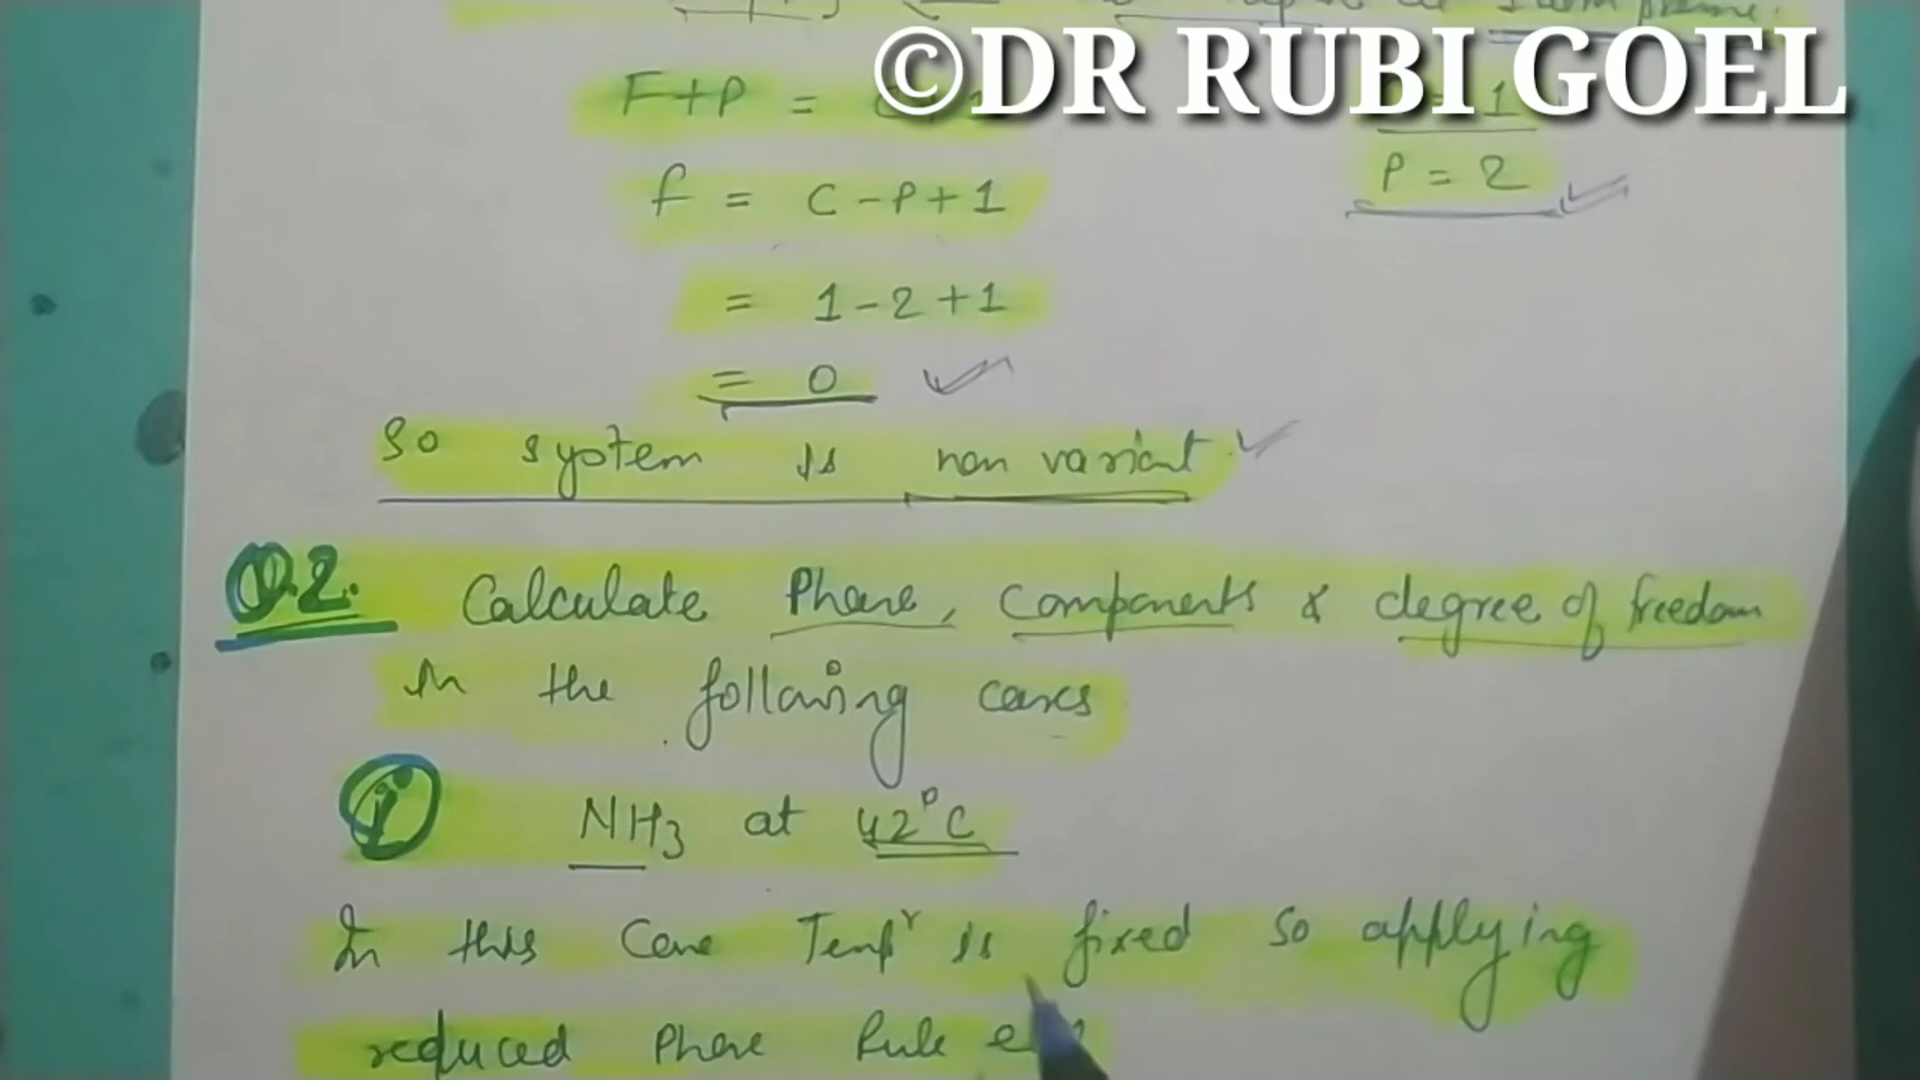 ©DR RUBI GOEL
F+P =
= 1
P = 2
f = C-P+1
= 1-2+1
= 0
So system is non variant
Q.2. Calculate Phase, Components & degree of freedom
in the following cases
(i) NH3 at 42°C
In this Case Tempr is fixed so applying
reduced Phase Rule